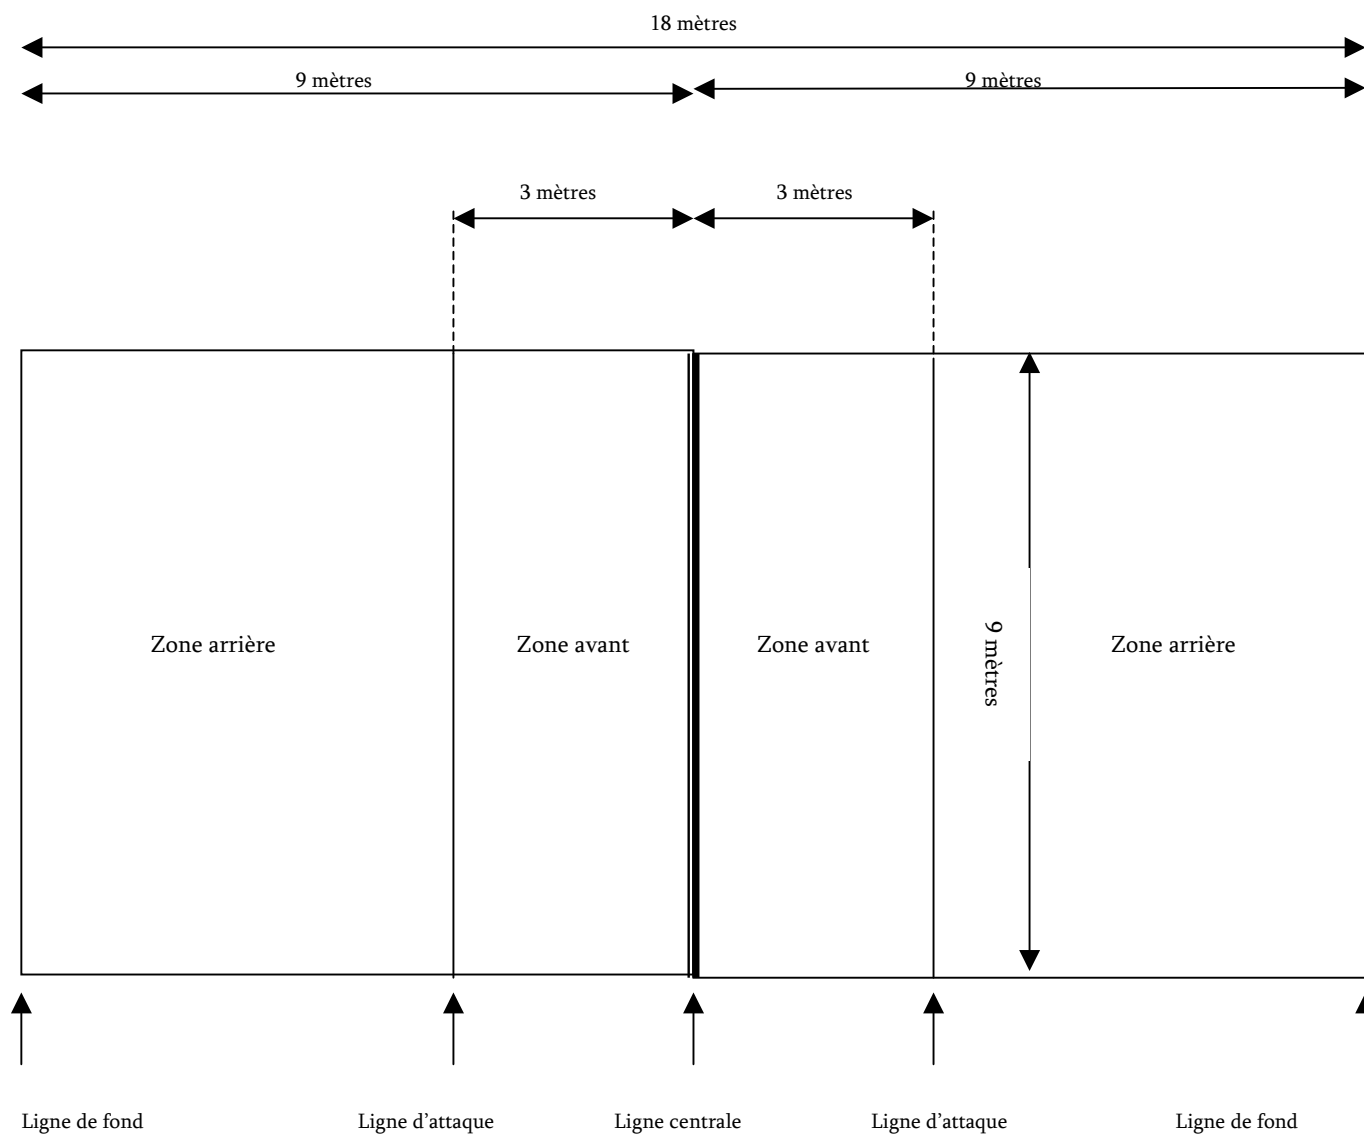 18 mètres
9 mètres
9 mètres
3 mètres
3 mètres
Zone arrière
Zone avant
Zone avant
9 mètres
Zone arrière
Ligne de fond
Ligne d'attaque
Ligne centrale
Ligne d'attaque
Ligne de fond